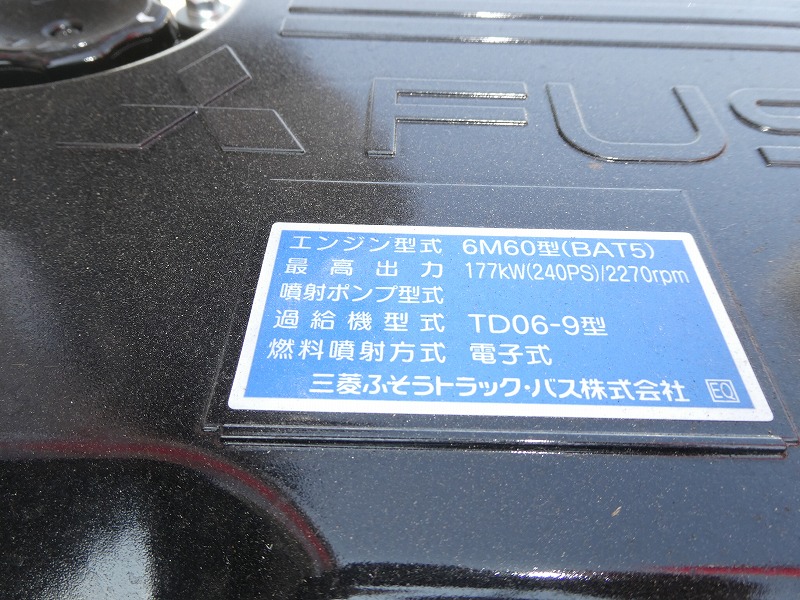 FUS
エンジン型式 6M60型(BAT5)
最高出力 177kW(240PS)/2270rpm
噴射ポンプ型式
過給機型式 TD06-9型
燃料噴射方式 電子式
三菱ふそうトラック・バス株式会社 EQ